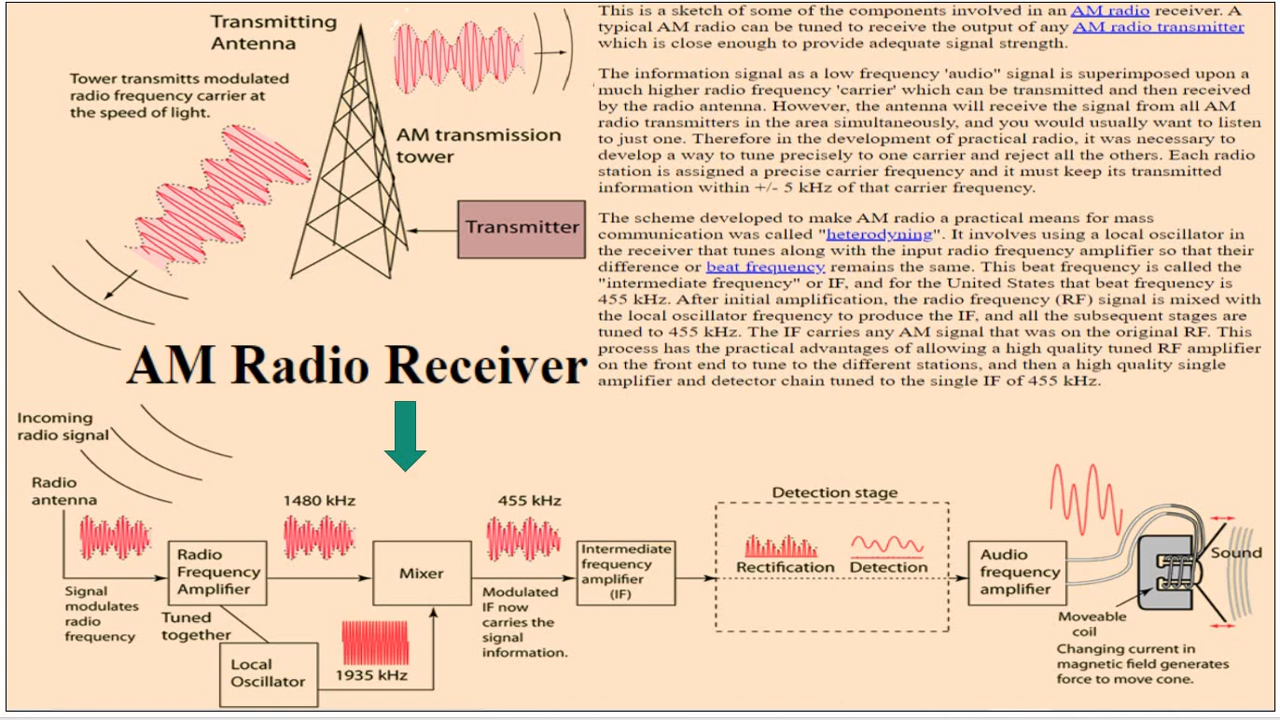 Transmitting
Antenna
Tower transmitts modulated
radio frequency carrier at
the speed of light.
AM transmission
tower
Transmitter
This is a sketch of some of the components involved in an AM radio receiver. A
typical AM radio can be tuned to receive the output of any AM radio transmitter
which is close enough to provide adequate signal strength.
The information signal as a low frequency 'audio" signal is superimposed upon a
much higher radio frequency 'carrier' which can be transmitted and then received
by the radio antenna. However, the antenna will receive the signal from all AM
radio transmitters in the area simultaneously, and you would usually want to listen
to just one. Therefore in the development of practical radio, it was necessary to
develop a way to tune precisely to one carrier and reject all the others. Each radio
station is assigned a precise carrier frequency and it must keep its transmitted
information within +/- 5 kHz of that carrier frequency.
The scheme developed to make AM radio a practical means for mass
communication was called "heterodyning". It involves using a local oscillator in
the receiver that tunes along with the input radio frequency amplifier so that their
difference or beat frequency remains the same. This beat frequency is called the
"intermediate frequency" or IF, and for the United States that beat frequency is
455 kHz. After initial amplification, the radio frequency (RF) signal is mixed with
the local oscillator frequency to produce the IF, and all the subsequent stages are
tuned to 455 kHz. The IF carries any AM signal that was on the original RF. This
process has the practical advantages of allowing a high quality tuned RF amplifier
on the front end to tune to the different stations, and then a high quality single
amplifier and detector chain tuned to the single IF of 455 kHz.
AM Radio Receiver
Incoming
radio signal
Radio
antenna
Signal
modulates
radio
frequency
Radio
Frequency
Amplifier
Tuned
together
Local
Oscillator
1480 kHz
1935 kHz
Mixer
455 kHz
Modulated
IF now
carries the
signal
information.
Intermediate
frequency
amplifier
(IF)
Detection stage
Rectification
Detection
Audio
frequency
amplifier
Sound
Moveable
coil
Changing current in
magnetic field generates
force to move cone.